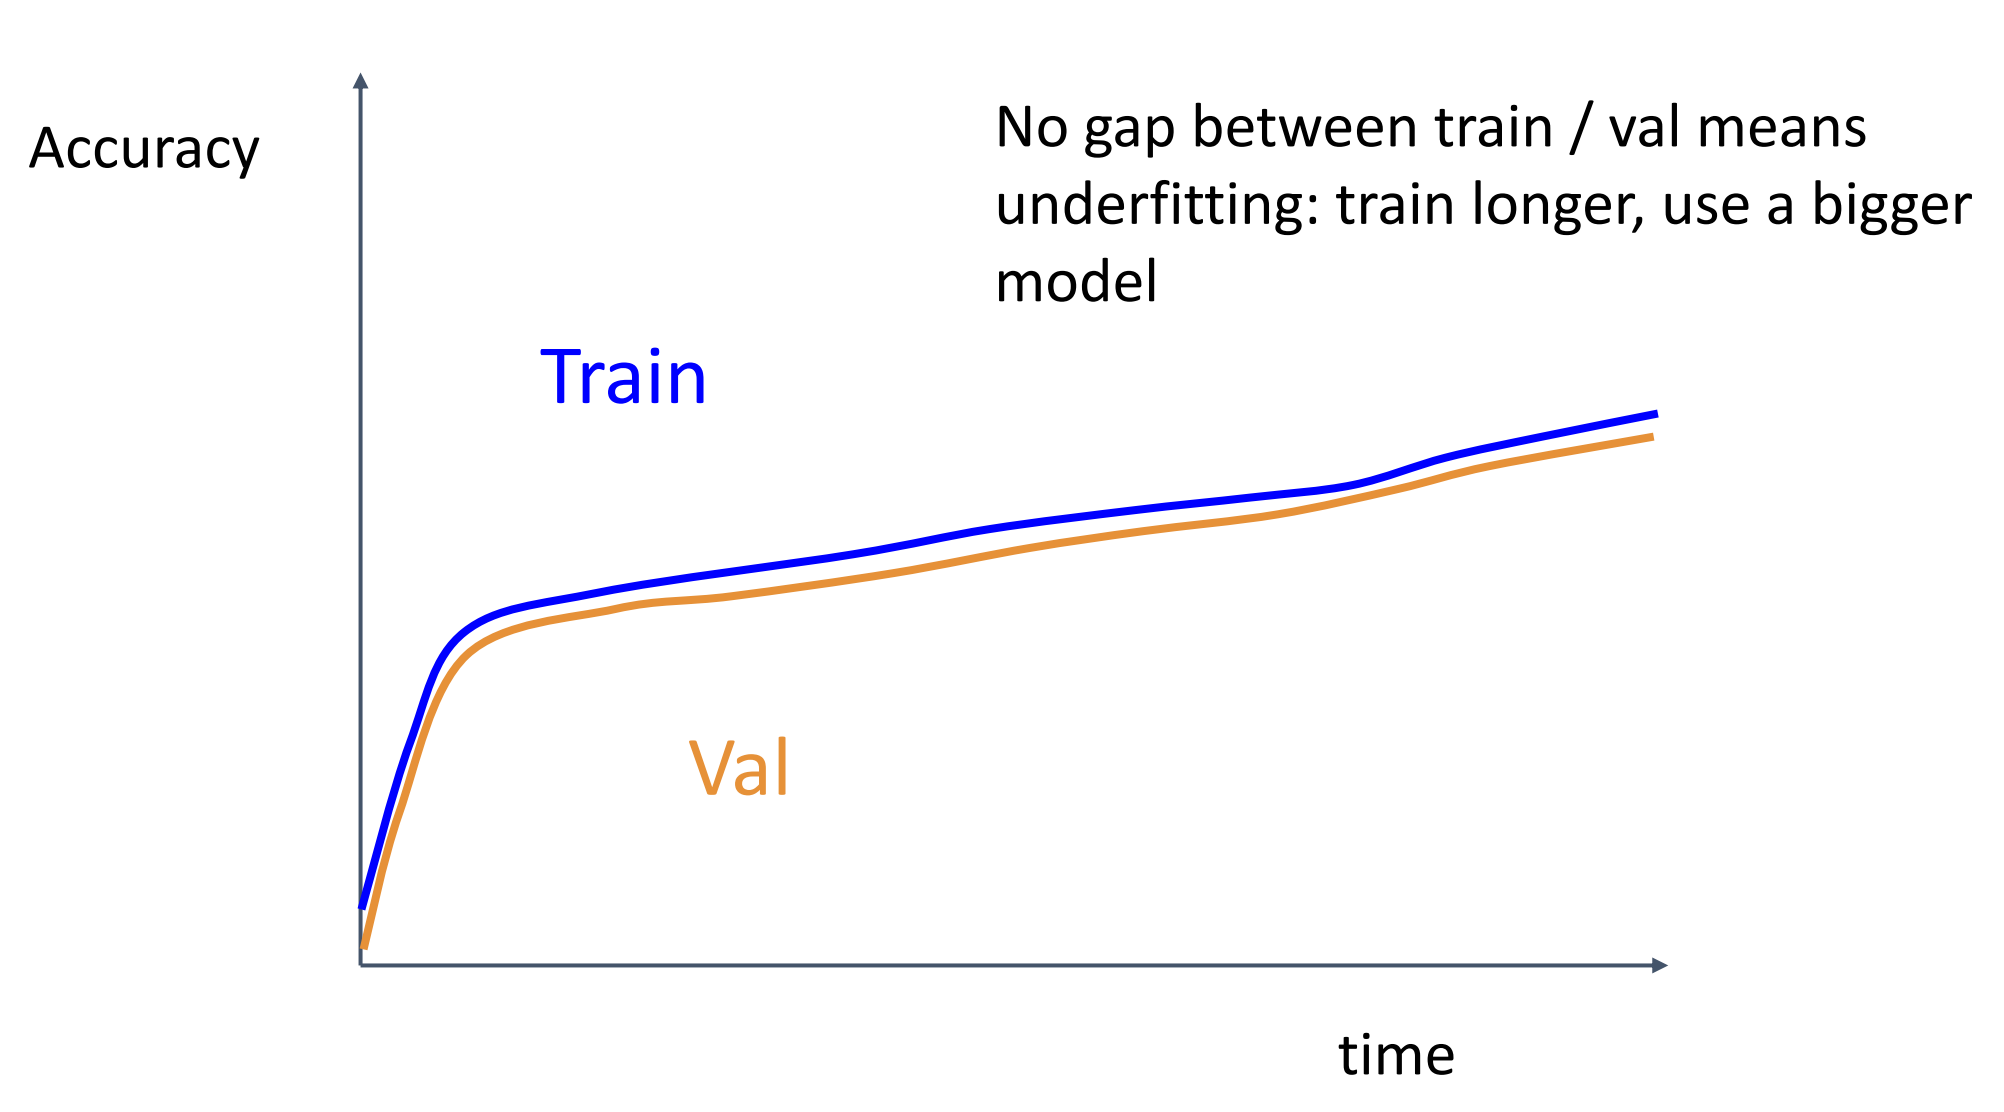 Accuracy
No gap between train / val means
underfitting: train longer, use a bigger
model
Train
Val
time